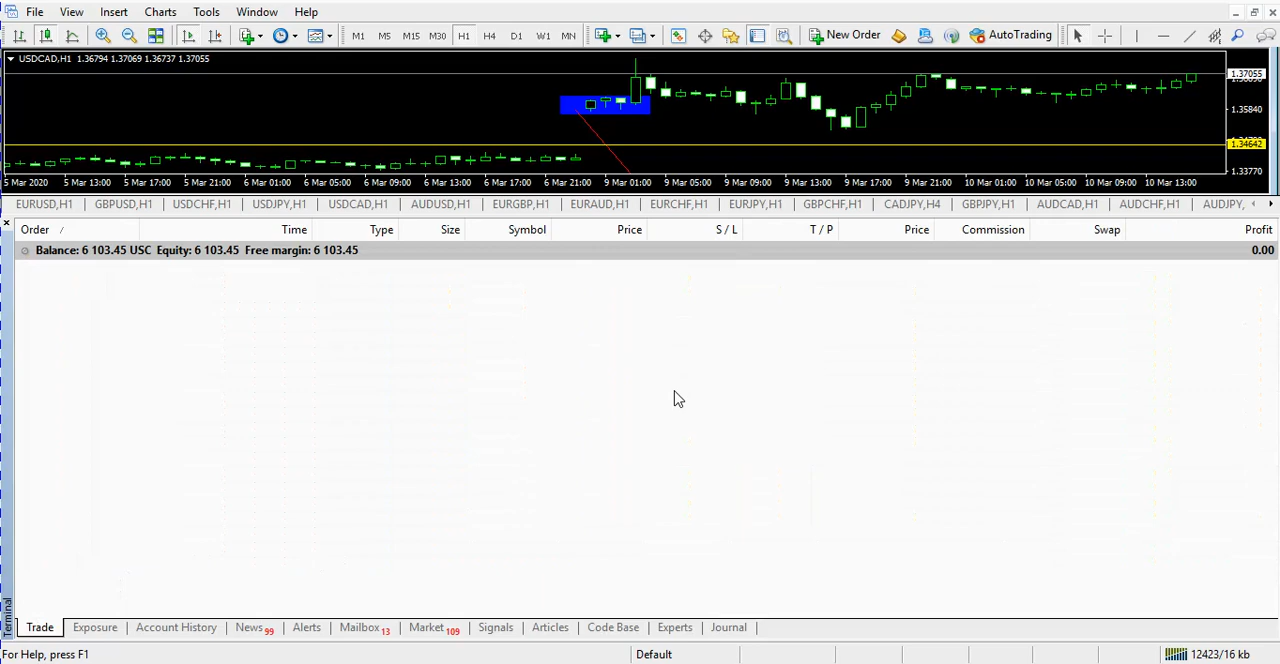 File View Insert Charts Tools Window Help
M1 M5 M15 M30 H1 H4 D1 W1 MN New Order AutoTrading
USDCAD,H1 1.36794 1.37069 1.36737 1.37055
1.37055
1.35840
1.34642
1.33770
5 Mar 2020 5 Mar 13:00 5 Mar 17:00 5 Mar 21:00 6 Mar 01:00 6 Mar 05:00 6 Mar 09:00 6 Mar 13:00 6 Mar 17:00 6 Mar 21:00 9 Mar 01:00 9 Mar 05:00 9 Mar 09:00 9 Mar 13:00 9 Mar 17:00 9 Mar 21:00 10 Mar 01:00 10 Mar 05:00 10 Mar 09:00 10 Mar 13:00
EURUSD,H1 GBPUSD,H1 USDCHF,H1 USDJPY,H1 USDCAD,H1 AUDUSD,H1 EURGBP,H1 EURAUD,H1 EURCHF,H1 EURJPY,H1 GBPCHF,H1 CADJPY,H4 GBPJPY,H1 AUDCAD,H1 AUDCHF,H1 AUDJPY,
Order / Time Type Size Symbol Price S / L T / P Price Commission Swap Profit
Balance: 6 103.45 USC Equity: 6 103.45 Free margin: 6 103.45 0.00
Terminal
Trade Exposure Account History News 99 Alerts Mailbox 13 Market 109 Signals Articles Code Base Experts Journal
For Help, press F1 Default 12423/16 kb